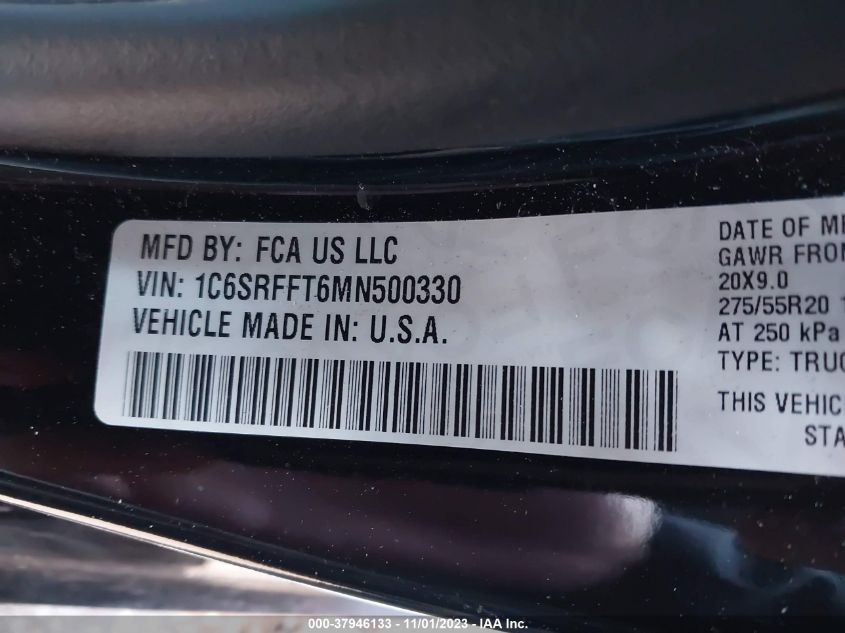 MFD BY: FCA US LLC
VIN: 1C6SRFFT6MN500330
VEHICLE MADE IN: U.S.A.
DATE OF
GAWR
20X9.0
275/55R20
AT 250 kPa
TYPE:
THIS
000-37946133 - 11/01/2023 - © IAA Inc.